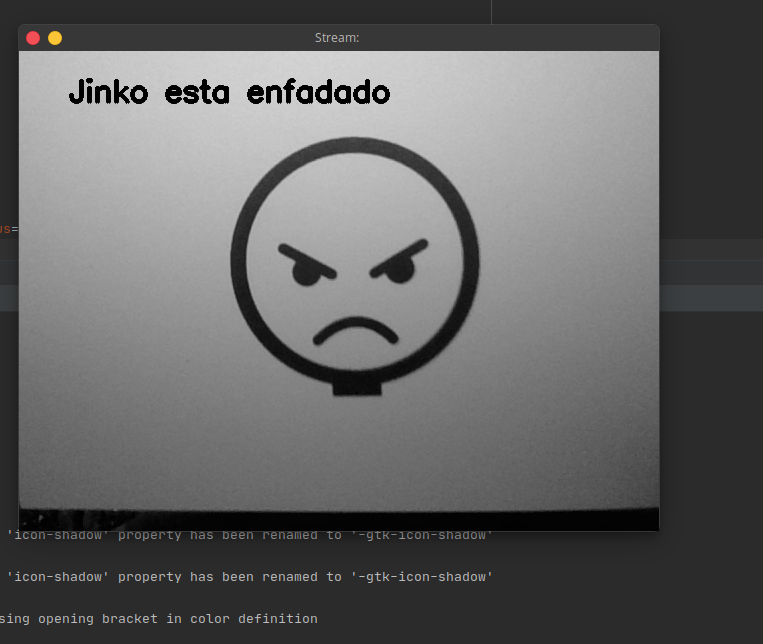 Stream:
Jinko esta enfadado
us=
'icon-shadow' property has been renamed to '-gtk-icon-shadow'
'icon-shadow' property has been renamed to '-gtk-icon-shadow'
sing opening bracket in color definition